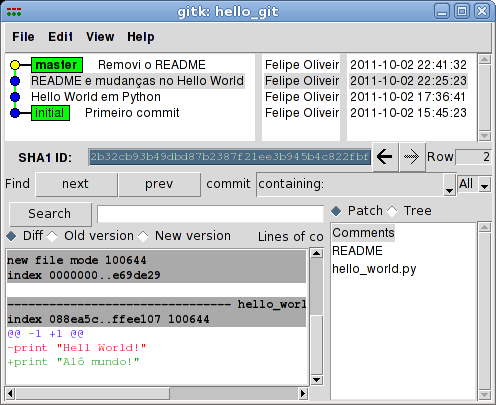 gitk: hello_git
File Edit View Help
master Removi o README Felipe Oliveir 2011-10-02 22:41:32
README e mudanças no Hello World Felipe Oliveir 2011-10-02 22:25:23
Hello World em Python Felipe Oliveir 2011-10-02 17:36:41
initial Primeiro commit Felipe Oliveir 2011-10-02 15:45:23
SHA1 ID: 2b32cb93b49dbd87b2387f21ee3b945b4c822fbf Row 2
Find next prev commit containing: All
Search Patch Tree
Diff Old version New version Lines of co
Comments
README
hello_world.py
new file mode 100644
index 0000000..e69de29
------------------------------- hello_worl
index 088ea5c..ffee107 100644
@@ -1 +1 @@
-print "Hell World!"
+print "Alô mundo!"